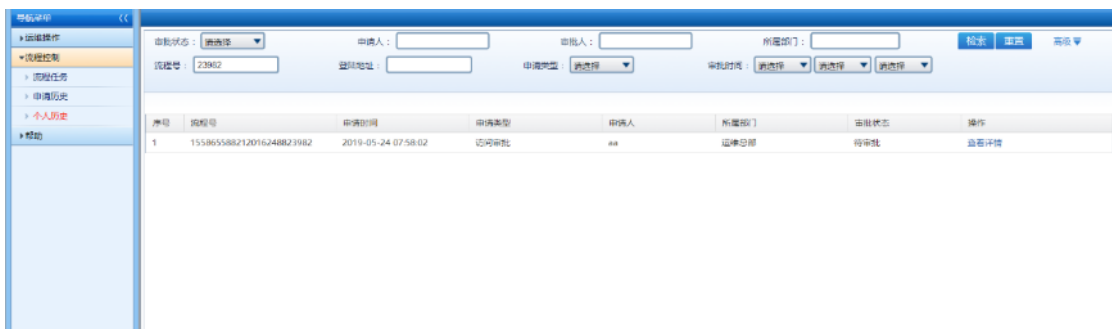 导航菜单
运维操作
流程控制
流程任务
申请历史
个人历史
帮助
审批状态： 请选择 申请人： 审批人： 所属部门： 检索 重置 高级
流程号： 23982 登陆地址： 申请类型： 请选择 审批时间： 请选择 请选择 请选择
序号 流程号 申请时间 申请类型 申请人 所属部门 审批状态 操作
1 155865588212016248823982 2019-05-24 07:58:02 访问审批 aa 运维总部 待审批 查看详情